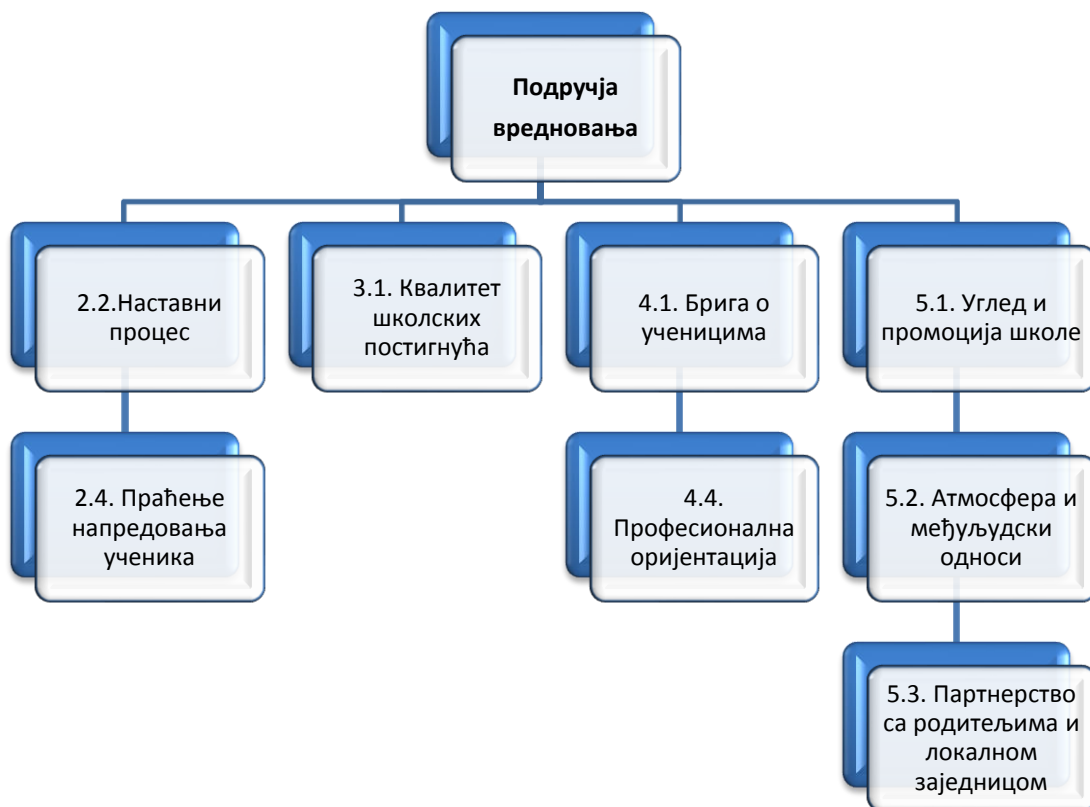 Подручја
вредновања
2.2.Наставни
процес
3.1. Квалитет
школских
постигнућа
4.1. Брига о
ученицима
5.1. Углед и
промоција школе
2.4. Праћење
напредовања
ученика
4.4.
Професионална
оријентација
5.2. Атмосфера и
међуљудски
односи
5.3. Партнерство
са родитељима и
локалном
заједницом